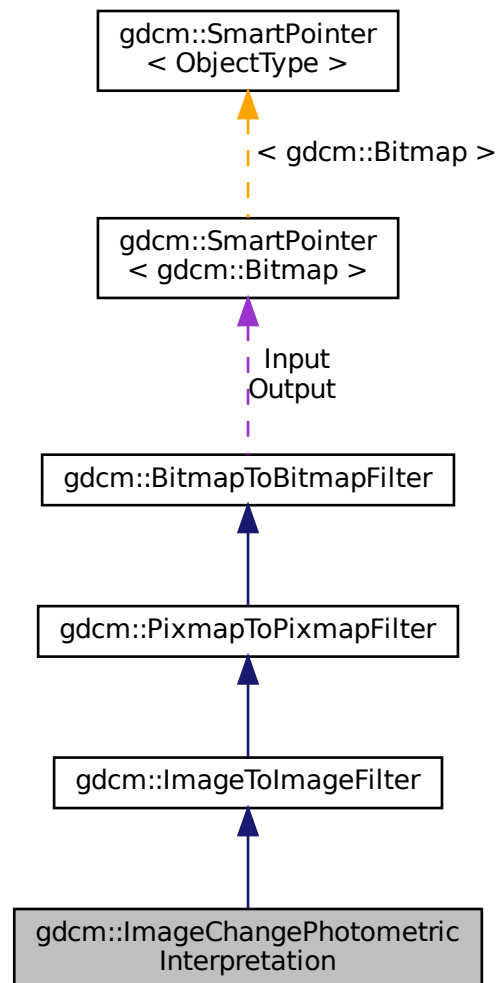 gdcm::SmartPointer
< ObjectType >
< gdcm::Bitmap >
gdcm::SmartPointer
< gdcm::Bitmap >
Input
Output
gdcm::BitmapToBitmapFilter
gdcm::PixmapToPixmapFilter
gdcm::ImageToImageFilter
gdcm::ImageChangePhotometric
Interpretation